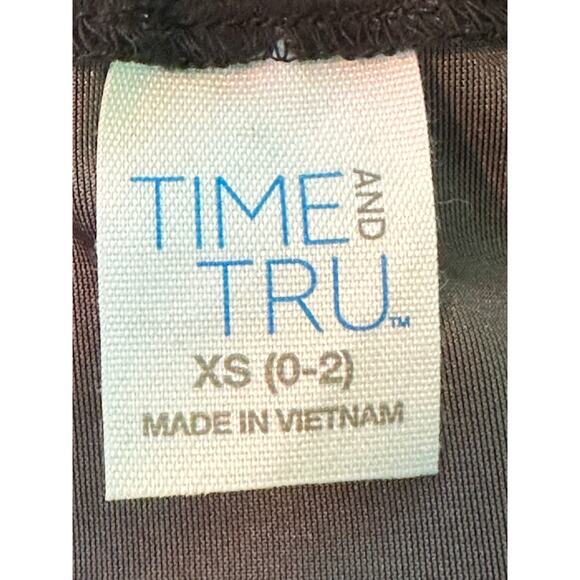 TIME AND
TRU™
XS (0-2)
MADE IN VIETNAM